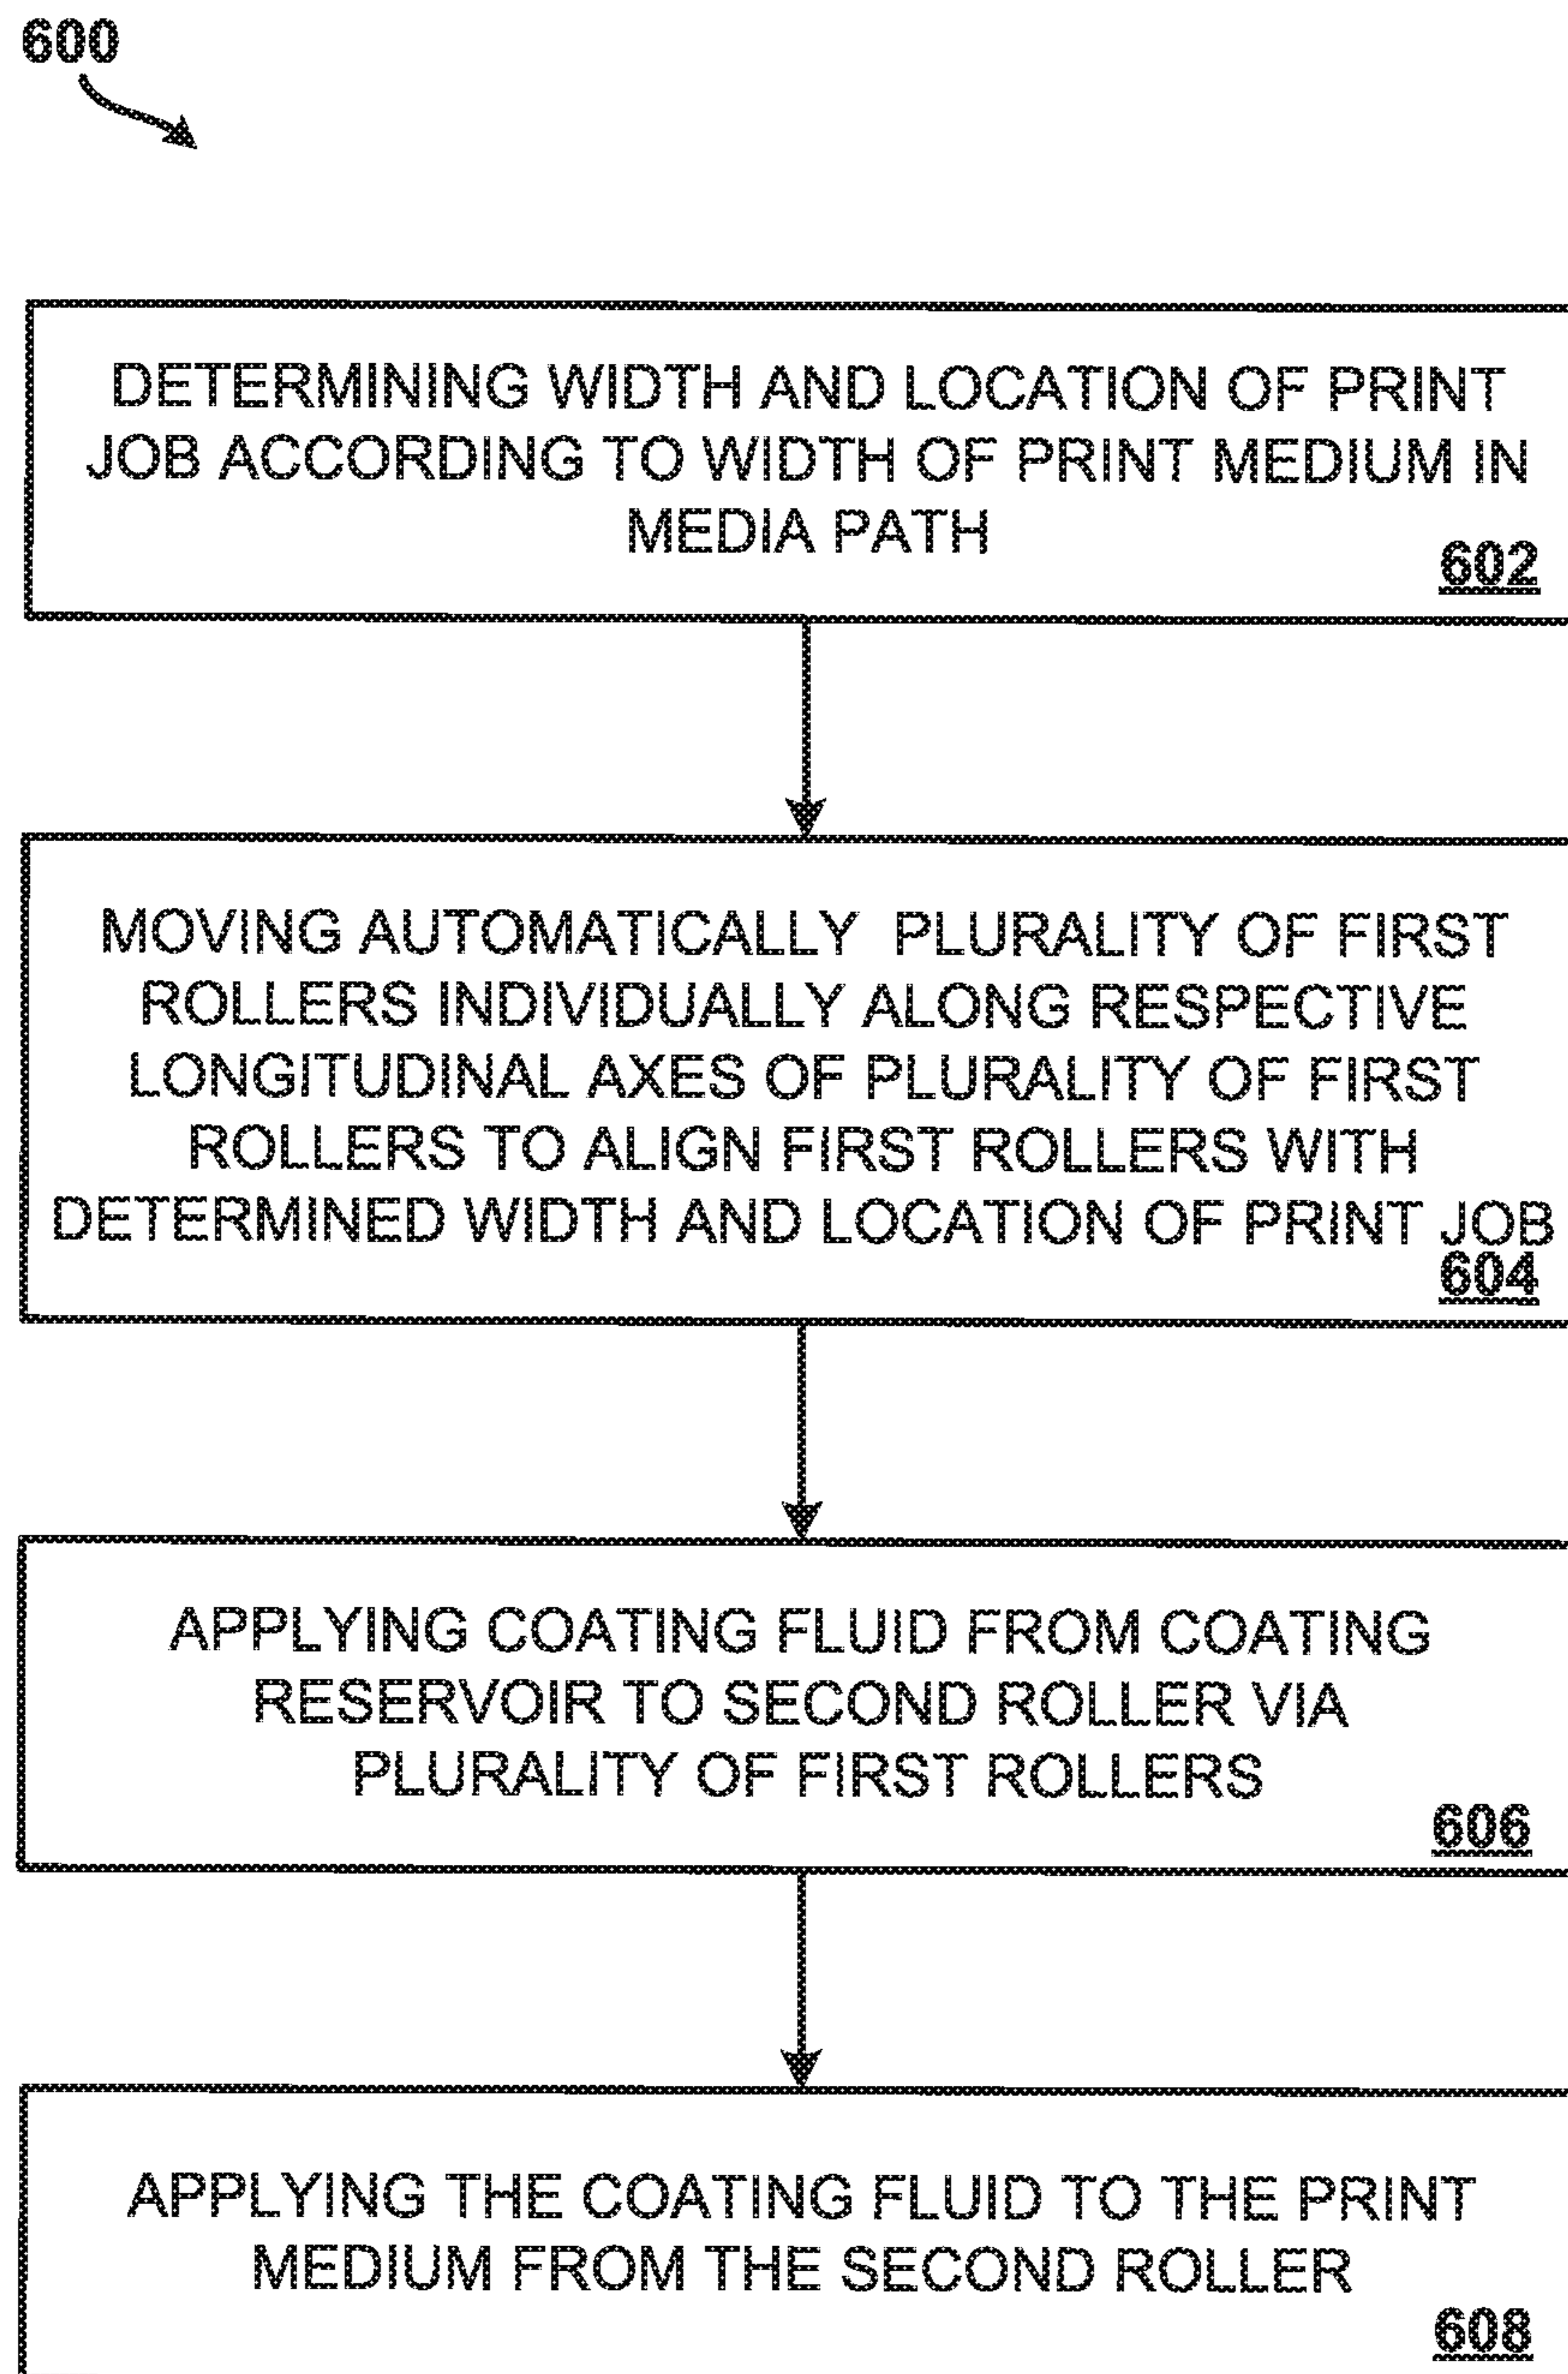 600
DETERMINING WIDTH AND LOCATION OF PRINT
JOB ACCORDING TO WIDTH OF PRINT MEDIUM IN
MEDIA PATH
602
MOVING AUTOMATICALLY PLURALITY OF FIRST
ROLLERS INDIVIDUALLY ALONG RESPECTIVE
LONGITUDINAL AXES OF PLURALITY OF FIRST
ROLLERS TO ALIGN FIRST ROLLERS WITH
DETERMINED WIDTH AND LOCATION OF PRINT JOB
604
APPLYING COATING FLUID FROM COATING
RESERVOIR TO SECOND ROLLER VIA
PLURALITY OF FIRST ROLLERS
606
APPLYING THE COATING FLUID TO THE PRINT
MEDIUM FROM THE SECOND ROLLER
608